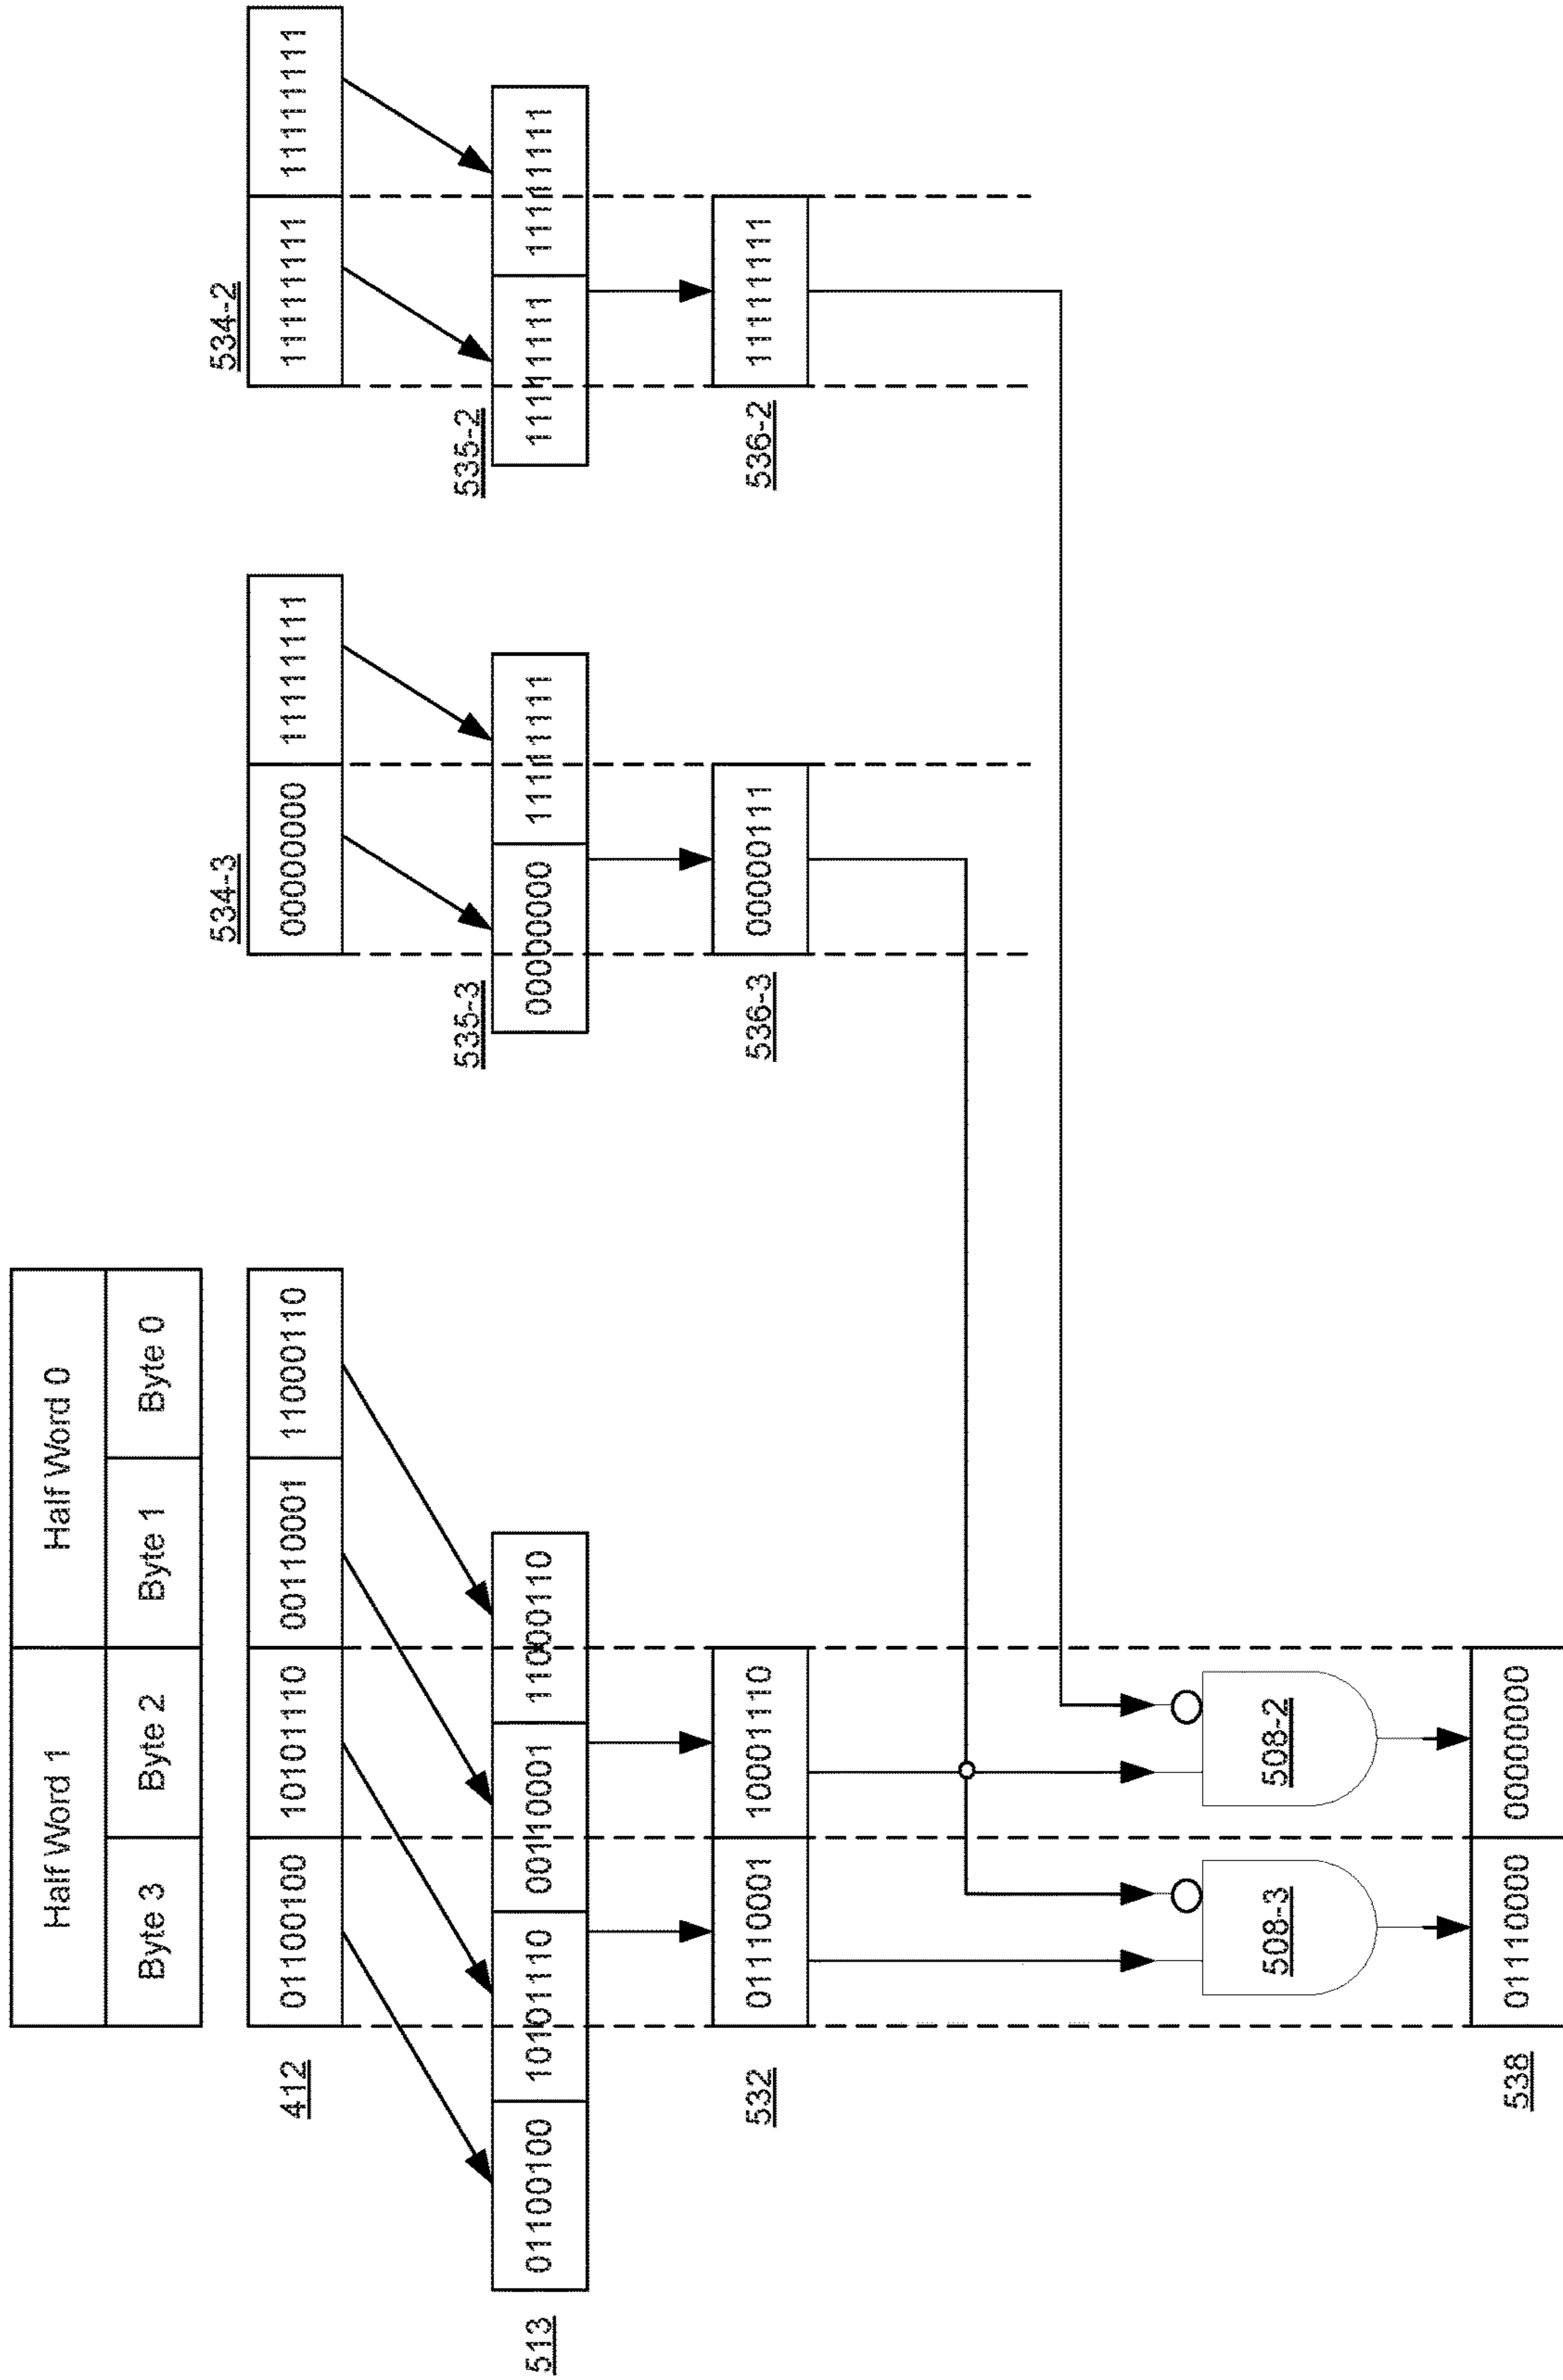 Half Word 1 Half Word 0
Byte 3 Byte 2 Byte 1 Byte 0
534-3 534-2
412 01100100 10101110 00110001 11000110 00000000 11111111 11111111 11111111
535-3 535-2
513 01100100 10101110 00110001 11000110 00000000 11111111 11111111 11111111
532 01110001 10001110 536-3 00000111 536-2 11111111
508-3 508-2
538 01110000 00000000